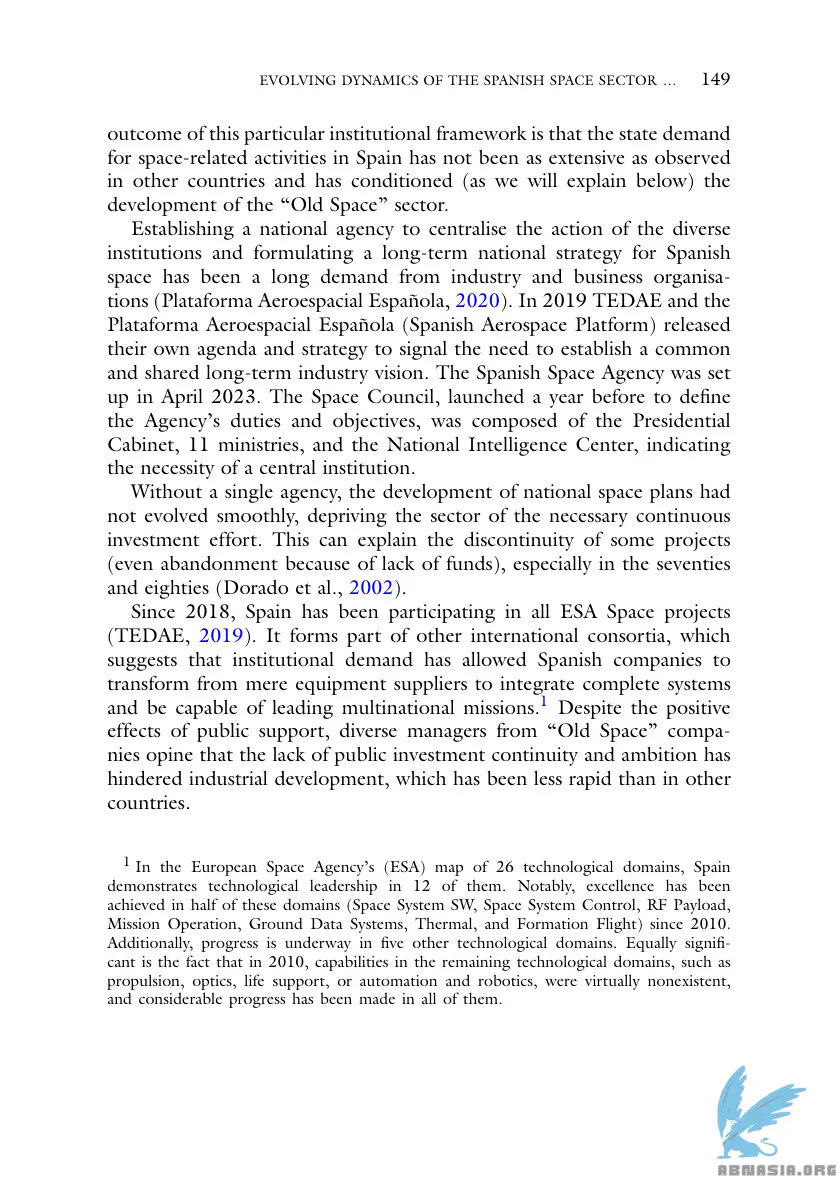 EVOLVING DYNAMICS OF THE SPANISH SPACE SECTOR … 149
outcome of this particular institutional framework is that the state demand
for space-related activities in Spain has not been as extensive as observed
in other countries and has conditioned (as we will explain below) the
development of the “Old Space” sector.
Establishing a national agency to centralise the action of the diverse
institutions and formulating a long-term national strategy for Spanish
space has been a long demand from industry and business organisa-
tions (Plataforma Aeroespacial Española, 2020). In 2019 TEDAE and the
Plataforma Aeroespacial Española (Spanish Aerospace Platform) released
their own agenda and strategy to signal the need to establish a common
and shared long-term industry vision. The Spanish Space Agency was set
up in April 2023. The Space Council, launched a year before to define
the Agency’s duties and objectives, was composed of the Presidential
Cabinet, 11 ministries, and the National Intelligence Center, indicating
the necessity of a central institution.
Without a single agency, the development of national space plans had
not evolved smoothly, depriving the sector of the necessary continuous
investment effort. This can explain the discontinuity of some projects
(even abandonment because of lack of funds), especially in the seventies
and eighties (Dorado et al., 2002).
Since 2018, Spain has been participating in all ESA Space projects
(TEDAE, 2019). It forms part of other international consortia, which
suggests that institutional demand has allowed Spanish companies to
transform from mere equipment suppliers to integrate complete systems
and be capable of leading multinational missions.1 Despite the positive
effects of public support, diverse managers from “Old Space” compa-
nies opine that the lack of public investment continuity and ambition has
hindered industrial development, which has been less rapid than in other
countries.
1 In the European Space Agency’s (ESA) map of 26 technological domains, Spain
demonstrates technological leadership in 12 of them. Notably, excellence has been
achieved in half of these domains (Space System SW, Space System Control, RF Payload,
Mission Operation, Ground Data Systems, Thermal, and Formation Flight) since 2010.
Additionally, progress is underway in five other technological domains. Equally signifi-
cant is the fact that in 2010, capabilities in the remaining technological domains, such as
propulsion, optics, life support, or automation and robotics, were virtually nonexistent,
and considerable progress has been made in all of them.
ABNASIA.ORG